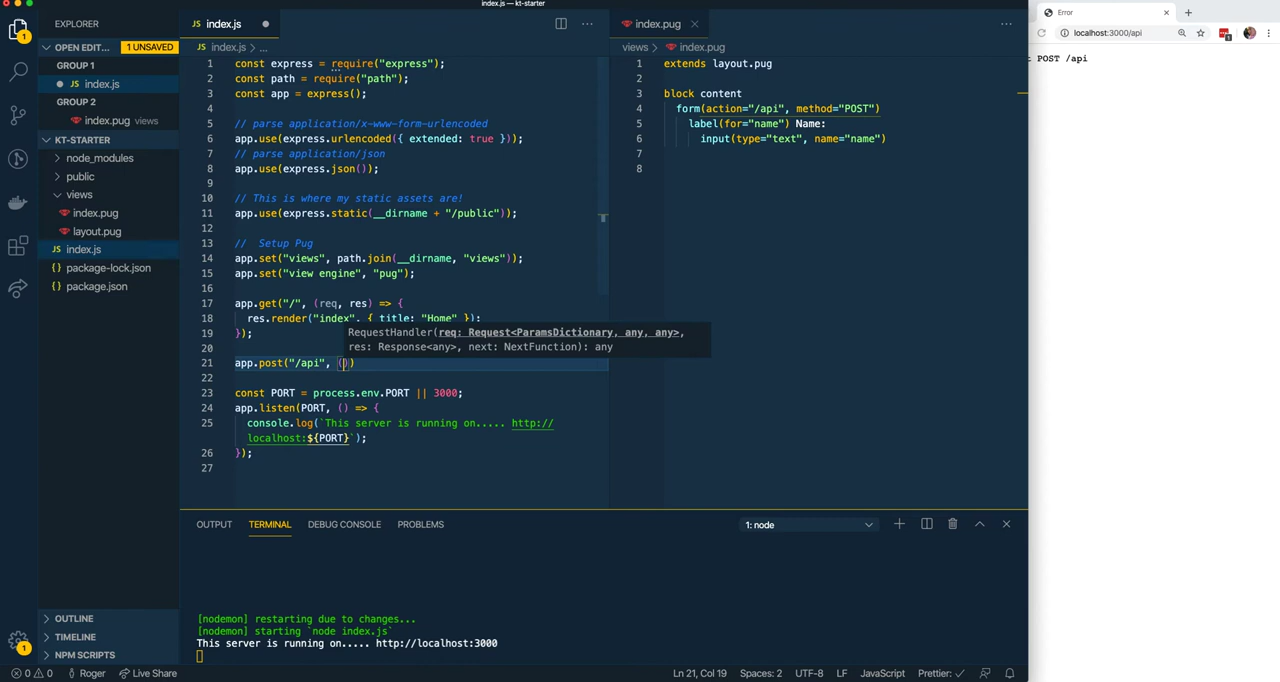 index.js — kt-starter
EXPLORER
OPEN EDIT... 1 UNSAVED
GROUP 1
JS index.js
GROUP 2
index.pug views
KT-STARTER
node_modules
public
views
index.pug
layout.pug
JS index.js
{} package-lock.json
{} package.json
OUTLINE
TIMELINE
NPM SCRIPTS
1
1
JS index.js
JS index.js > ...
1 const express = require("express");
2 const path = require("path");
3 const app = express();
4
5 // parse application/x-www-form-urlencoded
6 app.use(express.urlencoded({ extended: true }));
7 // parse application/json
8 app.use(express.json());
9
10 // This is where my static assets are!
11 app.use(express.static(__dirname + "/public"));
12
13 //  Setup Pug
14 app.set("views", path.join(__dirname, "views"));
15 app.set("view engine", "pug");
16
17 app.get("/", (req, res) => {
18 res.render("index", { title: "Home" });
19 });
20
21 app.post("/api", ())
22
23 const PORT = process.env.PORT || 3000;
24 app.listen(PORT, () => {
25 console.log(`This server is running on..... http://
localhost:${PORT}`);
26 });
27
RequestHandler(req: Request<ParamsDictionary, any, any>,
res: Response<any>, next: NextFunction): any
index.pug
views > index.pug
1 extends layout.pug
2
3 block content
4 form(action="/api", method="POST")
5 label(for="name") Name:
6 input(type="text", name="name")
7
8
OUTPUT TERMINAL DEBUG CONSOLE PROBLEMS 1: node
[nodemon] restarting due to changes...
[nodemon] starting `node index.js`
This server is running on..... http://localhost:3000
0 0 Roger Live Share Ln 21, Col 19 Spaces: 2 UTF-8 LF JavaScript Prettier: ✓
Error
localhost:3000/api
POST /api